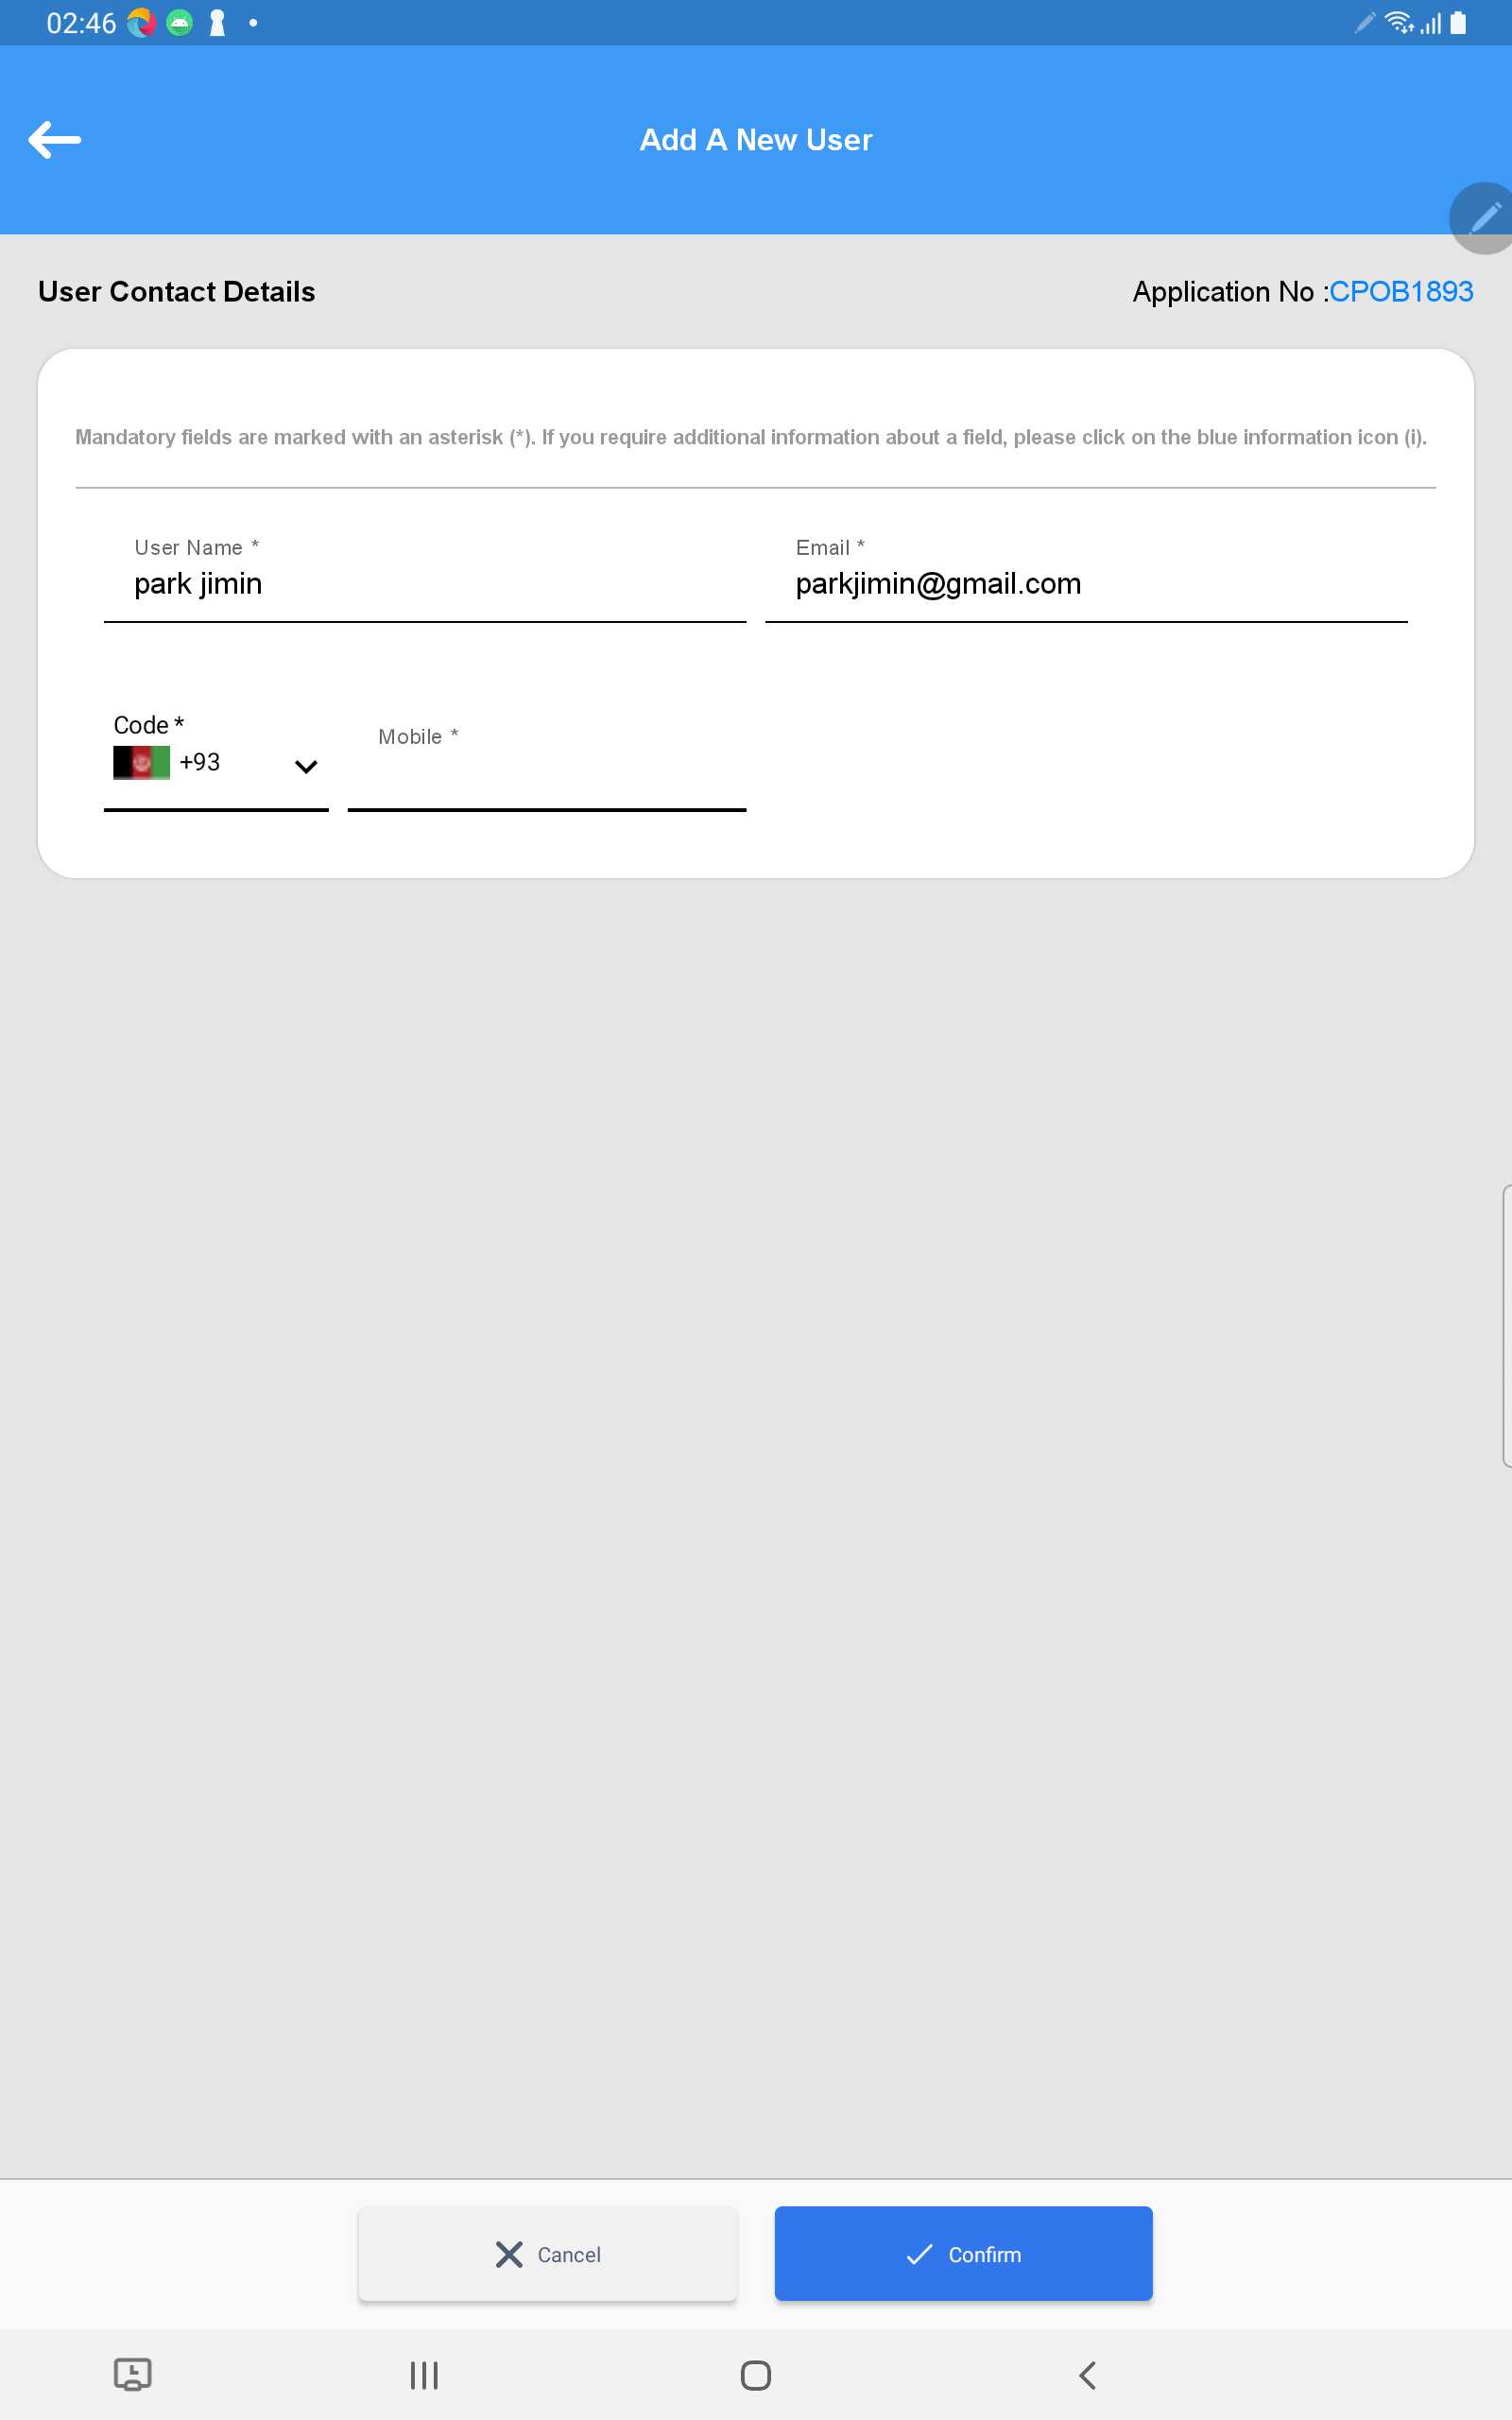 02:46
Add A New User
User Contact Details
Application No :CPOB1893
Mandatory fields are marked with an asterisk (*). If you require additional information about a field, please click on the blue information icon (i).
User Name *
Email *
park jimin
parkjimin@gmail.com
Code *
Mobile *
+93
Cancel
Confirm